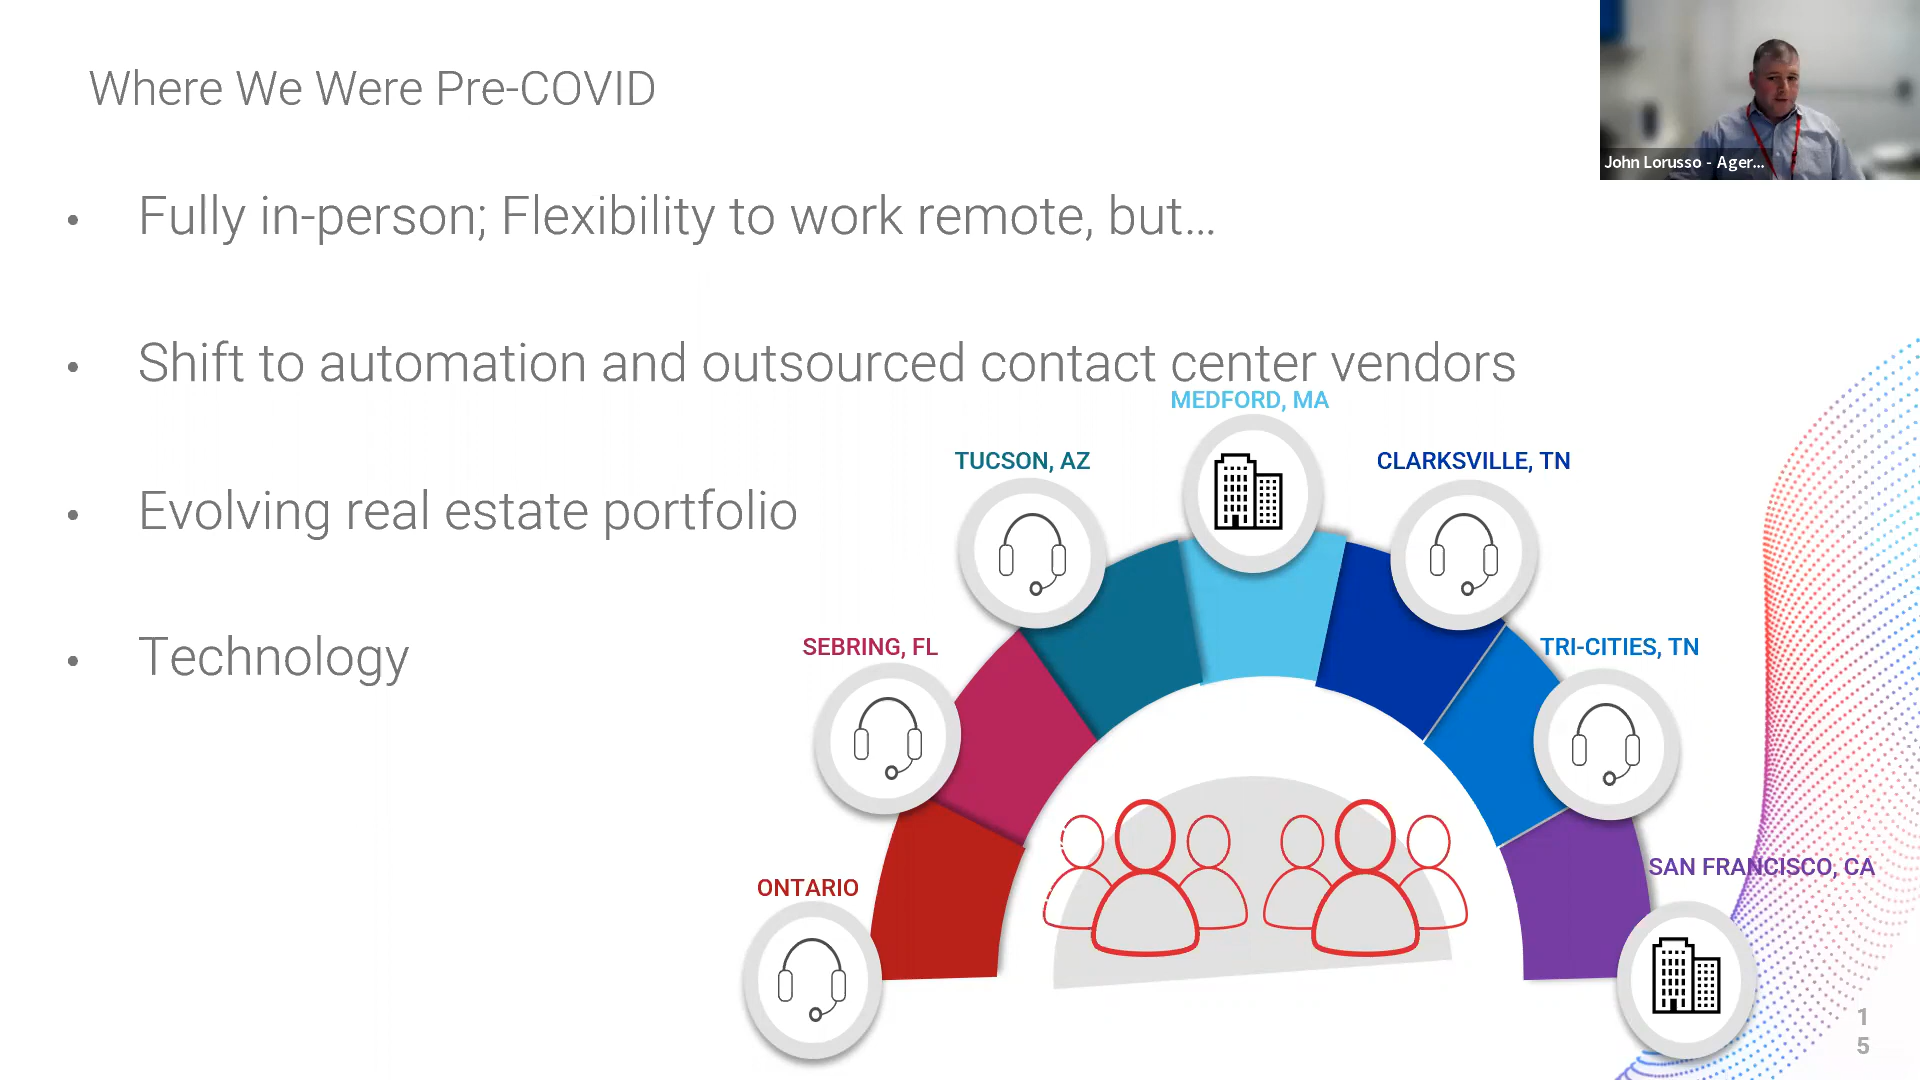 Where We Were Pre-COVID
John Lorusso - Ager...
• Fully in-person; Flexibility to work remote, but…
• Shift to automation and outsourced contact center vendors
• Evolving real estate portfolio
• Technology
MEDFORD, MA
TUCSON, AZ
CLARKSVILLE, TN
SEBRING, FL
TRI-CITIES, TN
ONTARIO
SAN FRANCISCO, CA
1
5